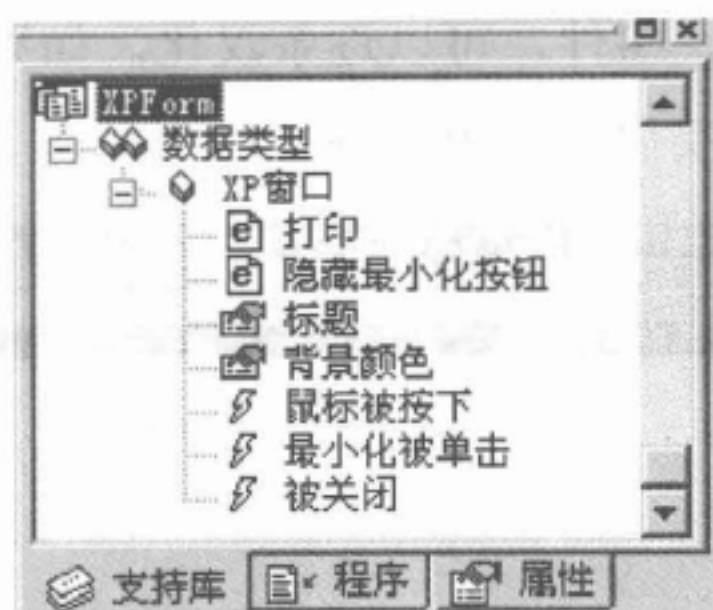 XPForm
数据类型
XP窗口
打印
隐藏最小化按钮
标题
背景颜色
鼠标被按下
最小化被单击
被关闭
支持库 程序 属性